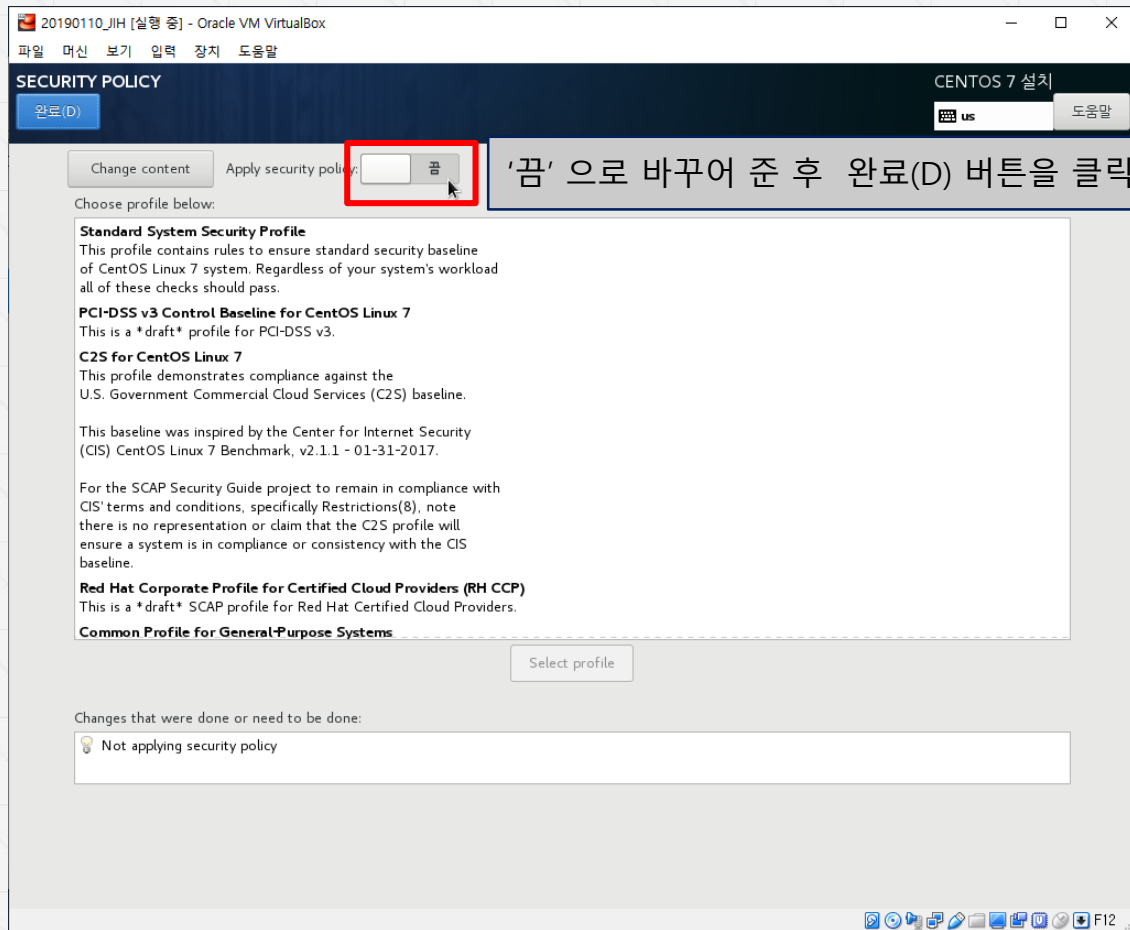 20190110_JIH [실행 중] - Oracle VM VirtualBox
파일 머신 보기 입력 장치 도움말
SECURITY POLICY
CENTOS 7 설치
완료(D)
us
도움말
Change content
Apply security policy:
끔
'끔' 으로 바꾸어 준 후 완료(D) 버튼을 클릭
Choose profile below:
Standard System Security Profile
This profile contains rules to ensure standard security baseline
of CentOS Linux 7 system. Regardless of your system's workload
all of these checks should pass.
PCI-DSS v3 Control Baseline for CentOS Linux 7
This is a *draft* profile for PCI-DSS v3.
C2S for CentOS Linux 7
This profile demonstrates compliance against the
U.S. Government Commercial Cloud Services (C2S) baseline.
This baseline was inspired by the Center for Internet Security
(CIS) CentOS Linux 7 Benchmark, v2.1.1 - 01-31-2017.
For the SCAP Security Guide project to remain in compliance with
CIS' terms and conditions, specifically Restrictions(8), note
there is no representation or claim that the C2S profile will
ensure a system is in compliance or consistency with the CIS
baseline.
Red Hat Corporate Profile for Certified Cloud Providers (RH CCP)
This is a *draft* SCAP profile for Red Hat Certified Cloud Providers.
Common Profile for General-Purpose Systems
Select profile
Changes that were done or need to be done:
Not applying security policy
F12